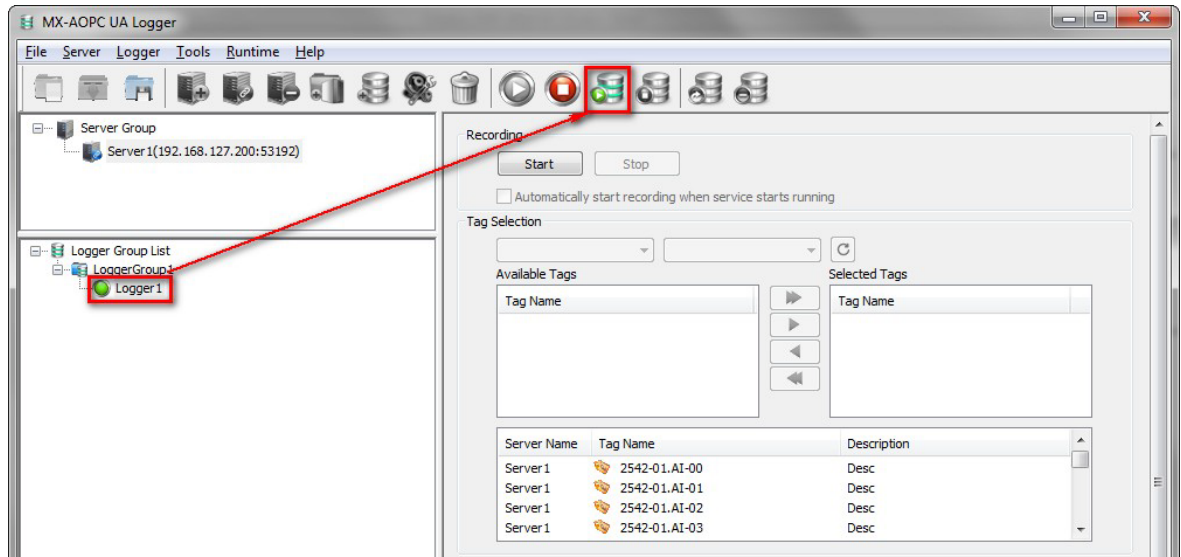 MX-AOPC UA Logger
File Server Logger Tools Runtime Help
Server Group
Server1(192.168.127.200:53192)
Logger Group List
LoggerGroup1
Logger1
Recording
Start Stop
Automatically start recording when service starts running
Tag Selection
Available Tags Selected Tags
Tag Name Tag Name
Server Name Tag Name Description
Server1 2542-01.AI-00 Desc
Server1 2542-01.AI-01 Desc
Server1 2542-01.AI-02 Desc
Server1 2542-01.AI-03 Desc